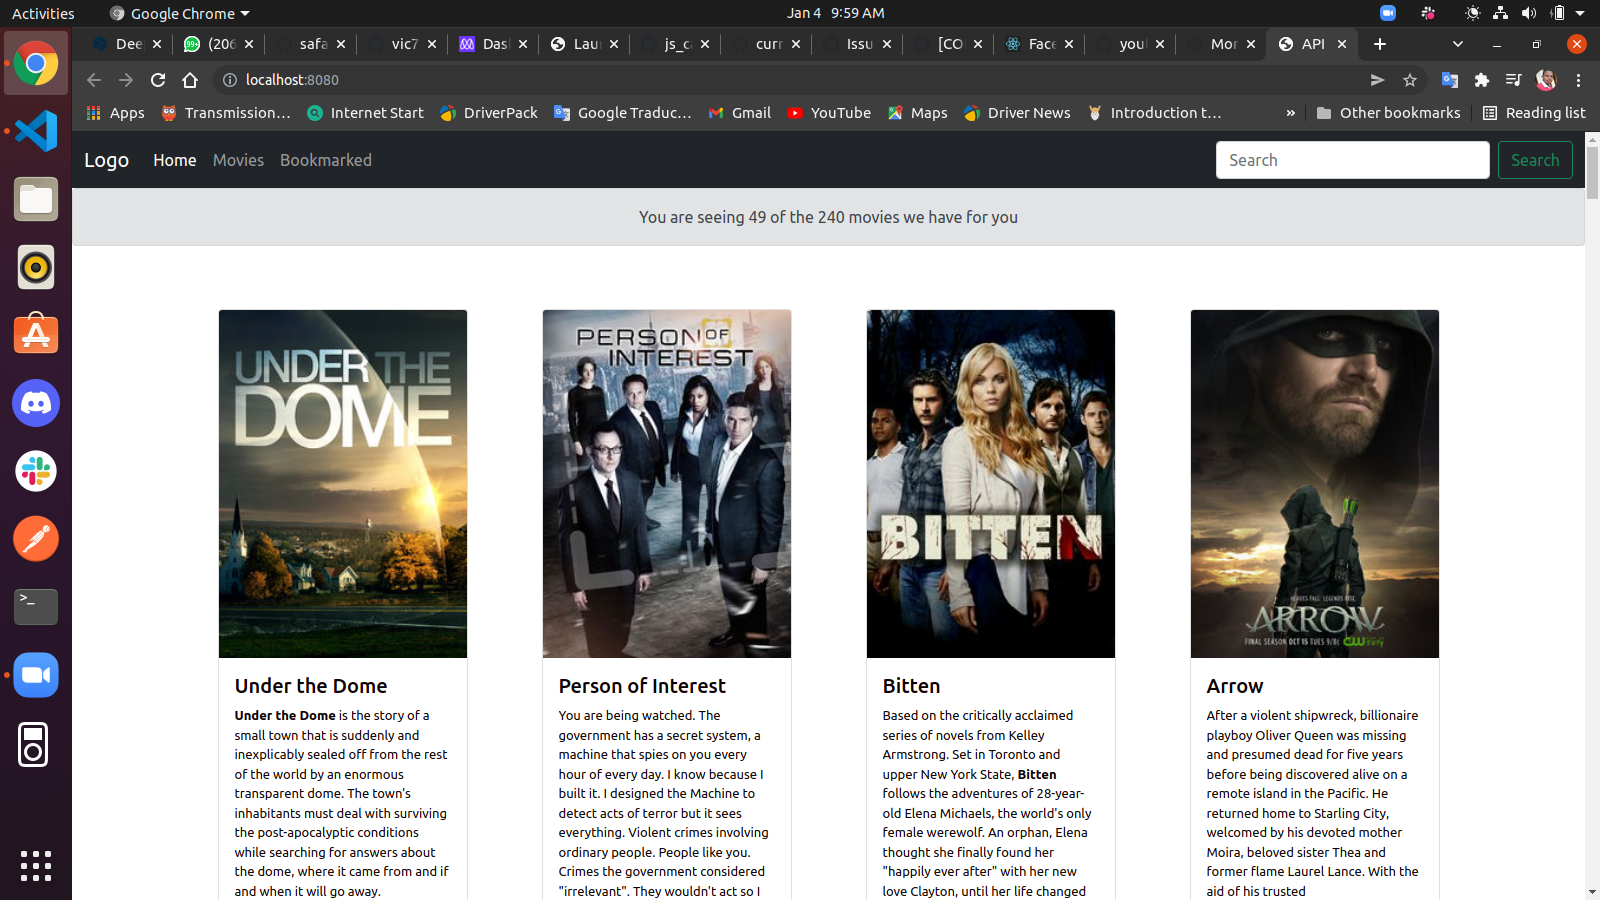 Activities Google Chrome Jan 4 9:59 AM
Dee (206 safa vic7 Das Laun js_c curr Issu [CO Face you Mor API
localhost:8080
Apps Transmission… Internet Start DriverPack Google Traduc… Gmail YouTube Maps Driver News Introduction t… » Other bookmarks Reading list
Logo Home Movies Bookmarked Search Search
You are seeing 49 of the 240 movies we have for you
UNDER THE
DOME
PERSON OF
INTEREST
BITTEN
HEROES FALL. LEGENDS RISE.
ARROW
FINAL SEASON OCT 15 TUES 9/8c CW
Under the Dome
Under the Dome is the story of a
small town that is suddenly and
inexplicably sealed off from the rest
of the world by an enormous
transparent dome. The town's
inhabitants must deal with surviving
the post-apocalyptic conditions
while searching for answers about
the dome, where it came from and if
and when it will go away.
Person of Interest
You are being watched. The
government has a secret system, a
machine that spies on you every
hour of every day. I know because I
built it. I designed the Machine to
detect acts of terror but it sees
everything. Violent crimes involving
ordinary people. People like you.
Crimes the government considered
"irrelevant". They wouldn't act so I
Bitten
Based on the critically acclaimed
series of novels from Kelley
Armstrong. Set in Toronto and
upper New York State, Bitten
follows the adventures of 28-year-
old Elena Michaels, the world's only
female werewolf. An orphan, Elena
thought she finally found her
"happily ever after" with her new
love Clayton, until her life changed
Arrow
After a violent shipwreck, billionaire
playboy Oliver Queen was missing
and presumed dead for five years
before being discovered alive on a
remote island in the Pacific. He
returned home to Starling City,
welcomed by his devoted mother
Moira, beloved sister Thea and
former flame Laurel Lance. With the
aid of his trusted